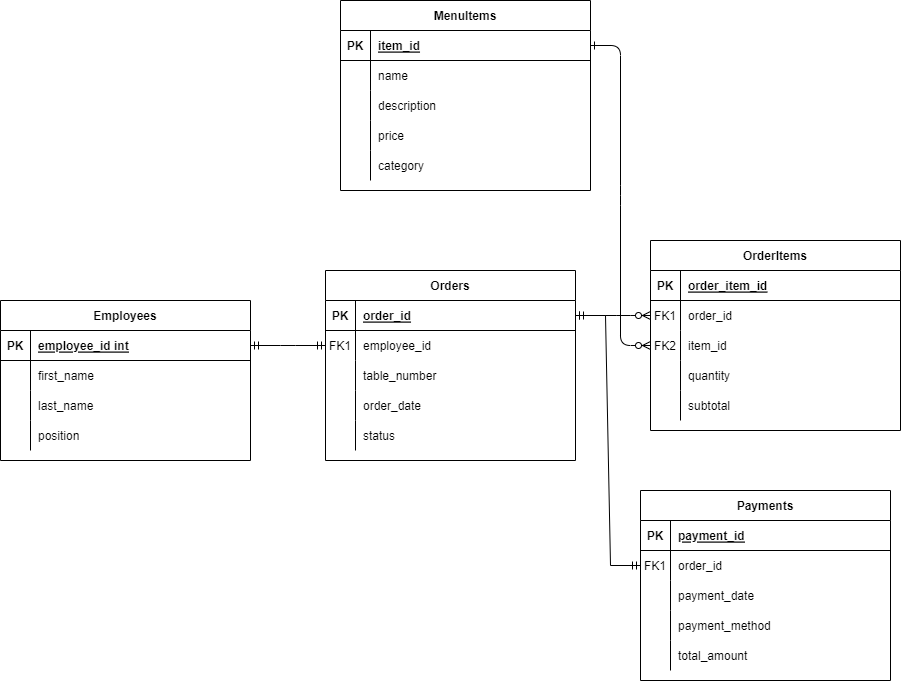 MenuItems
PK item_id
name
description
price
category
Employees
PK employee_id int
first_name
last_name
position
Orders
PK order_id
FK1 employee_id
table_number
order_date
status
OrderItems
PK order_item_id
FK1 order_id
FK2 item_id
quantity
subtotal
Payments
PK payment_id
FK1 order_id
payment_date
payment_method
total_amount